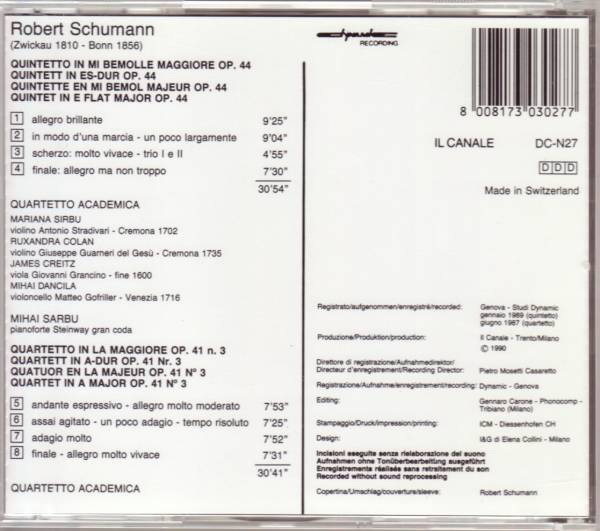 Robert Schumann
(Zwickau 1810 - Bonn 1856)
QUINTETTO IN MI BEMOLLE MAGGIORE OP. 44
QUINTETT IN ES-DUR OP. 44
QUINTETTE EN MI BEMOL MAJEUR OP. 44
QUINTET IN E FLAT MAJOR OP. 44
1 allegro brillante 9'25"
2 in modo d'una marcia - un poco largamente 9'04"
3 scherzo: molto vivace - trio I e II 4'55"
4 finale: allegro ma non troppo 7'30"
30'54"
QUARTETTO ACADEMICA
MARIANA SIRBU
violino Antonio Stradivari - Cremona 1702
RUXANDRA COLAN
violino Giuseppe Guarneri del Gesù - Cremona 1735
JAMES CREITZ
viola Giovanni Grancino - fine 1600
MIHAI DANCILA
violoncello Matteo Gofriller - Venezia 1716
MIHAI SARBU
pianoforte Steinway gran coda
QUARTETTO IN LA MAGGIORE OP. 41 n. 3
QUARTETT IN A-DUR OP. 41 Nr. 3
QUATUOR EN LA MAJEUR OP. 41 N° 3
QUARTET IN A MAJOR OP. 41 N° 3
5 andante espressivo - allegro molto moderato 7'53"
6 assai agitato - un poco adagio - tempo risoluto 7'25"
7 adagio molto 7'52"
8 finale - allegro molto vivace 7'31"
30'41"
QUARTETTO ACADEMICA
dynamic
RECORDING
8 008173 030277
IL CANALE DC-N27
DDD
Made in Switzerland
Registrato/aufgenommen/enregistré/recorded: Genova - Studi Dynamic
gennaio 1989 (quintetto)
giugno 1987 (quartetto)
Produzione/Produktion/production: Il Canale - Trento/Milano
© 1990
Direttore di registrazione/Aufnahmedirektor/
Directeur d'enregistrement/Recording Director: Pietro Mosetti Casaretto
Registrazione/Aufnahme/enregistrement/recording: Dynamic - Genova
Editing: Gennaro Carone - Phonocomp -
Tribiano (Milano)
Stampaggio/Druck/impression/printing: ICM - Diessenhofen CH
Design: I&G di Elena Collini - Milano
Incisioni eseguite senza rielaborazione del suono
Aufnahmen ohne Tonüberbearbeitung ausgeführt
Enregistrements réalisés sans retraitement du son
Recorded without sound reprocessing
Copertina/Umschlag/couverture/sleeve: Robert Schumann